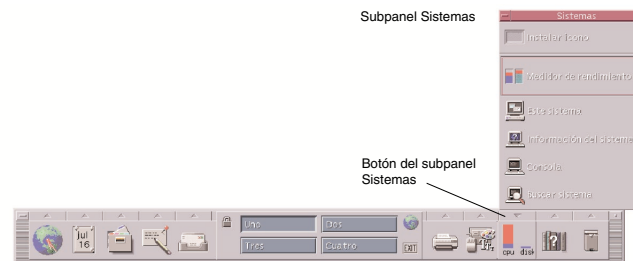 Subpanel Sistemas
Sistemas
Instalar icono
Medidor de rendimiento
Este sistema
Información del sistema
Consola
Buscar sistema
Botón del subpanel
Sistemas
jul
16
Uno
Dos
Tres
Cuatro
EXIT
cpu disk